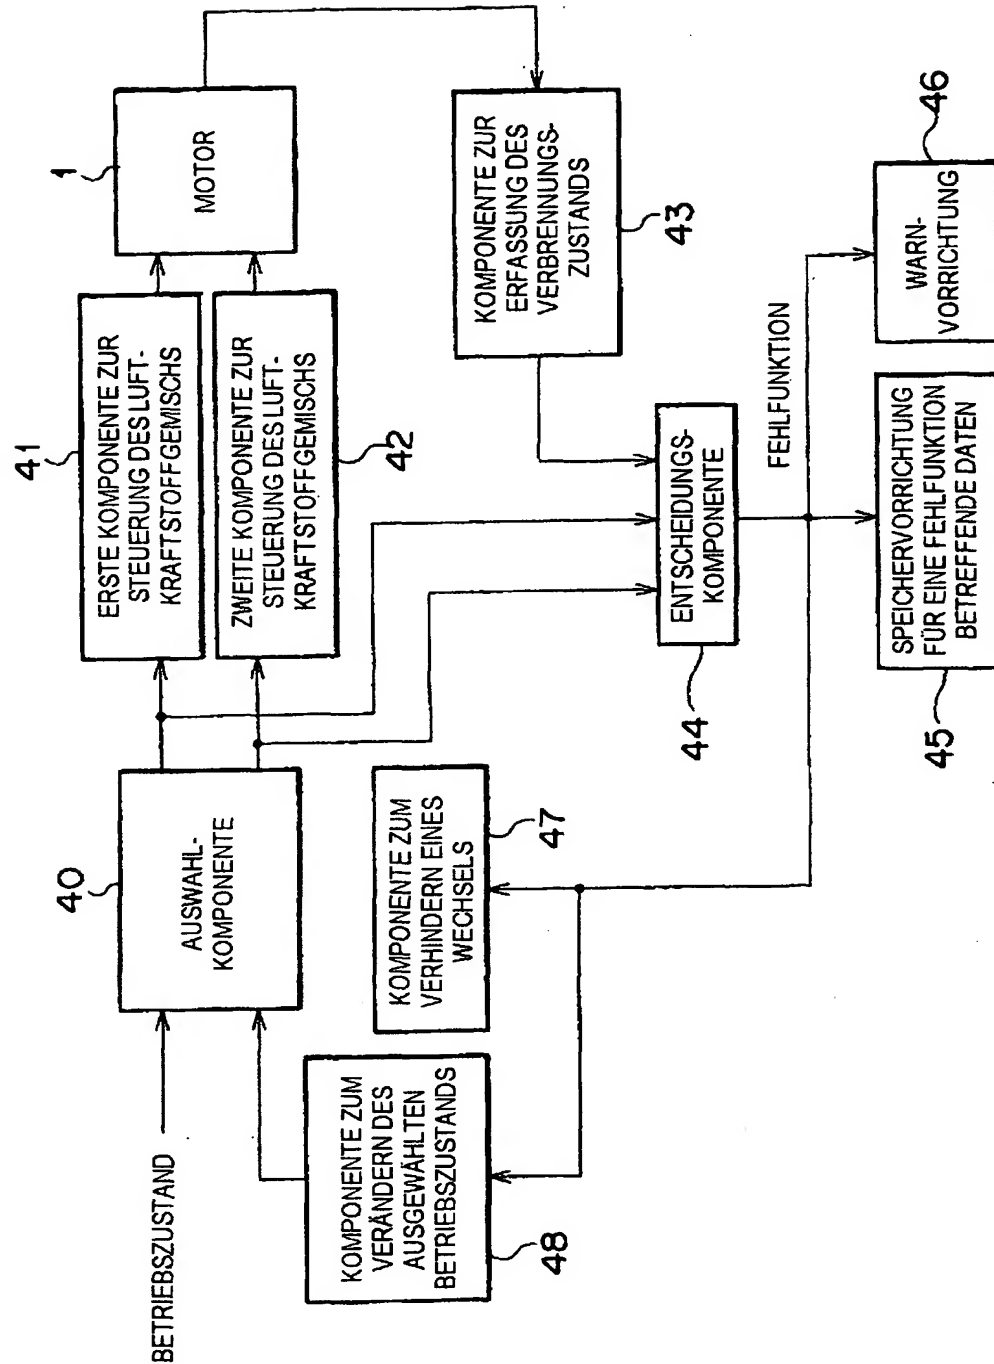 BETRIEBSZUSTAND
40
AUSWAHL-
KOMPONENTE
41
ERSTE KOMPONENTE ZUR
STEUERUNG DES LUFT-
KRAFTSTOFFGEMISCHS
ZWEITE KOMPONENTE ZUR
STEUERUNG DES LUFT-
KRAFTSTOFFGEMISCHS
42
1
MOTOR
KOMPONENTE ZUR
ERFASSUNG DES
VERBRENNUNGS-
ZUSTANDS
43
KOMPONENTE ZUM
VERÄNDERN DES
AUSGEWÄHLTEN
BETRIEBSZUSTANDS
48
KOMPONENTE ZUM
VERHINDERN EINES
WECHSELS
47
ENTSCHEIDUNGS-
KOMPONENTE
44
FEHLFUNKTION
SPEICHERVORRICHTUNG
FÜR EINE FEHLFUNKTION
BETREFFENDE DATEN
45
WARN-
VORRICHTUNG
46